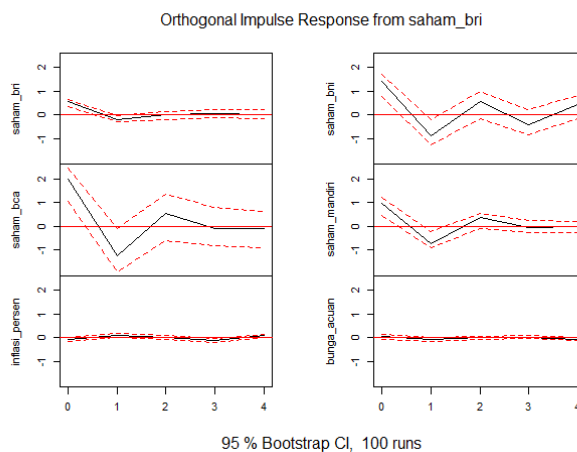 Orthogonal Impulse Response from saham_bri
saham_bri
2
1
0
-1
saham_bni
2
1
0
-1
saham_bca
2
1
0
-1
saham_mandiri
2
1
0
-1
inflasi_persen
2
1
0
-1
bunga_acuan
2
1
0
-1
0 1 2 3 4
0 1 2 3 4
95 % Bootstrap CI, 100 runs